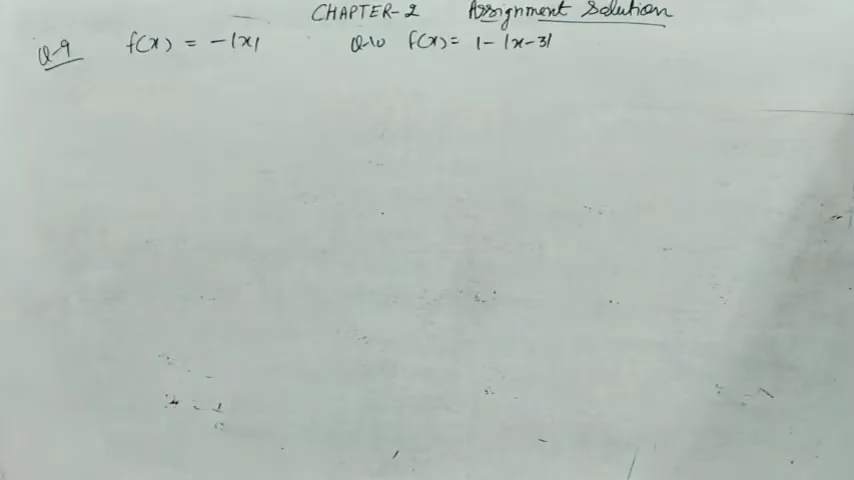 CHAPTER-2 Assignment Solution
Q-9 f(x) = -|x| Q-10 f(x) = 1-|x-3|